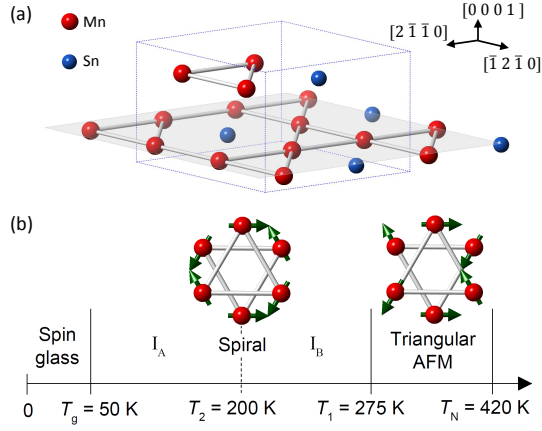 (a)
Mn
Sn
[0 0 0 1]
[2 1̄ 1̄ 0]
[1̄ 2 1̄ 0]
(b)
Spin glass
I_A
Spiral
I_B
Triangular AFM
0
T_g = 50 K
T_2 = 200 K
T_1 = 275 K
T_N = 420 K